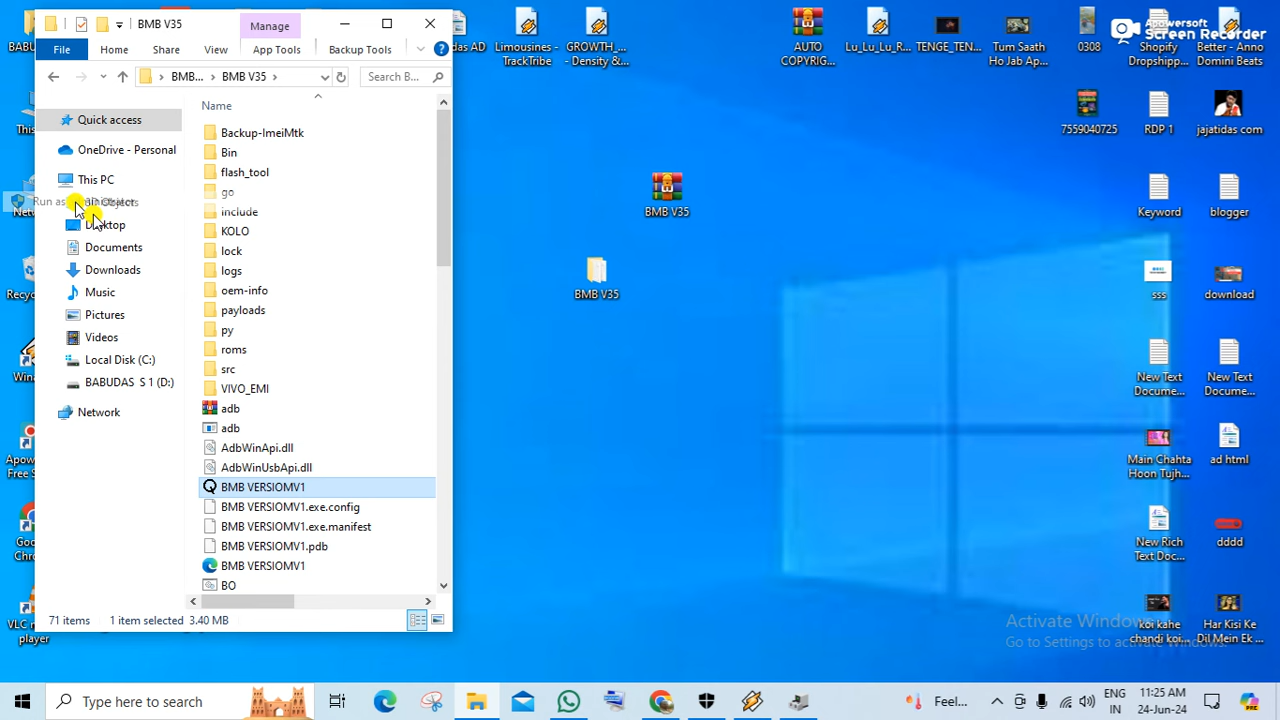 BMB V35
Manage
File
Home
Share
View
App Tools
Backup Tools
BMB...
BMB V35
Search B...
Name
Quick access
OneDrive - Personal
This PC
Run as administrator
3D Objects
Desktop
Documents
Downloads
Music
Pictures
Videos
Local Disk (C:)
BABUDAS S 1 (D:)
Network
Backup-ImeiMtk
Bin
flash_tool
go
include
KOLO
lock
logs
oem-info
payloads
py
roms
src
VIVO_EMI
adb
adb
AdbWinApi.dll
AdbWinUsbApi.dll
BMB VERSIOMV1
BMB VERSIOMV1.exe.config
BMB VERSIOMV1.exe.manifest
BMB VERSIOMV1.pdb
BMB VERSIOMV1
BO
71 items
1 item selected 3.40 MB
Limousines -
TrackTribe
GROWTH_...
- Density &...
AUTO
COPYRIG...
Lu_Lu_Lu_R...
TENGE_TEN...
Tum Saath
Ho Jab Ap...
0308
Shopify
Dropshipp...
Better - Anno
Domini Beats
Apowersoft
Screen Recorder
7559040725
RDP 1
jajatidas com
BMB V35
Keyword
blogger
BMB V35
sss
download
New Text
Docume...
New Text
Docume...
Main Chahta
Hoon Tujh...
ad html
New Rich
Text Doc...
dddd
koi kahe
chandi koi...
Har Kisi Ke
Dil Mein Ek ...
VLC m
player
Activate Windows
Go to Settings to activate Windows.
Type here to search
Feel...
ENG
IN
11:25 AM
24-Jun-24